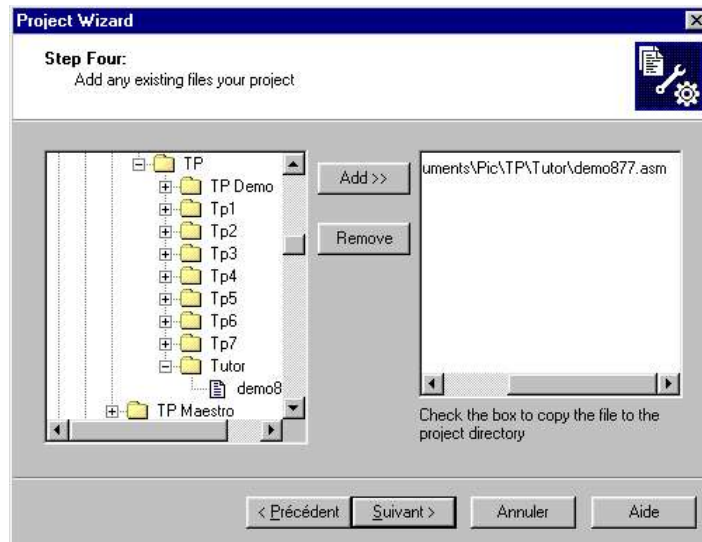 Project Wizard
Step Four:
Add any existing files your project
TP
TP Demo
Tp1
Tp2
Tp3
Tp4
Tp5
Tp6
Tp7
Tutor
demo8
TP Maestro
Add >>
Remove
uments\Pic\TP\Tutor\demo877.asm
Check the box to copy the file to the
project directory
< Précédent
Suivant >
Annuler
Aide